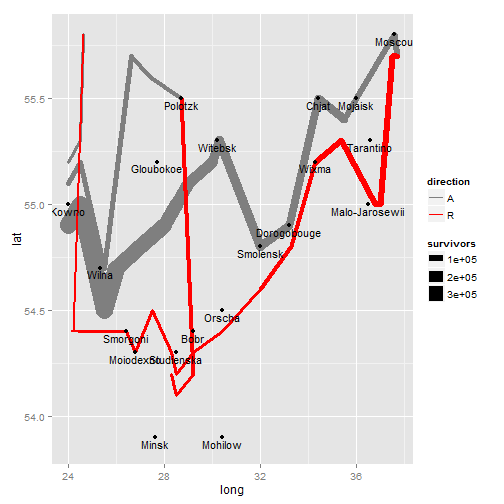 Moscou
55.5
Polotzk
Chjat
Mojaisk
Witebsk
Tarantino
Gloubokoe
Wixma
direction
A
R
55.0
Kowno
Malo-Jarosewii
lat
Dorogobouge
survivors
Smolensk
1e+05
Wilna
2e+05
3e+05
54.5
Orscha
Smorgoni
Bobr
Moiodexno
Studienska
54.0
Minsk
Mohilow
24
28
32
36
long